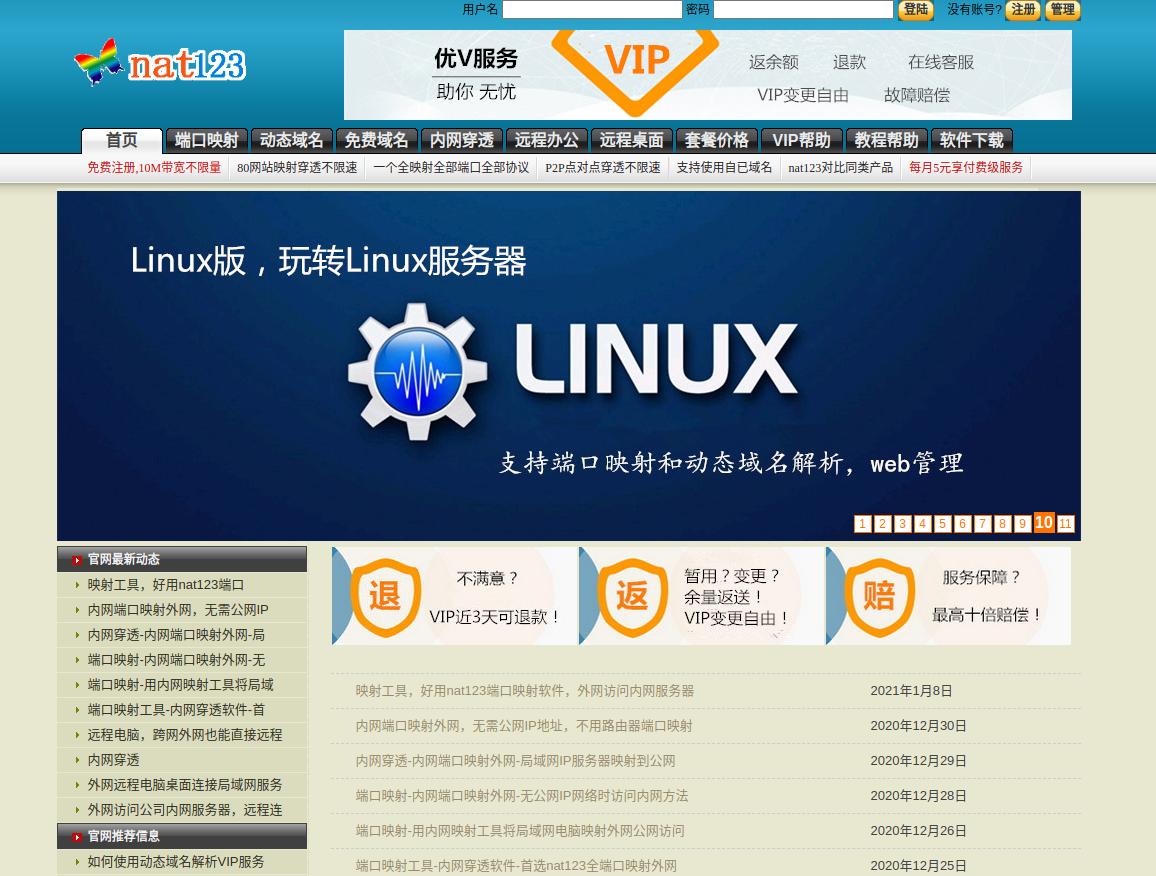 用户名 密码 登陆 没有账号? 注册 管理
nat123
优V服务
助你 无忧
VIP
返余额 退款 在线客服
VIP变更自由 故障赔偿
首页 端口映射 动态域名 免费域名 内网穿透 远程办公 远程桌面 套餐价格 VIP帮助 教程帮助 软件下载
免费注册,10M带宽不限量 80网站映射穿透不限速 一个全映射全部端口全部协议 P2P点对点穿透不限速 支持使用自已域名 nat123对比同类产品 每月5元享付费级服务
Linux版，玩转Linux服务器
LINUX
支持端口映射和动态域名解析，web管理
1 2 3 4 5 6 7 8 9 10 11
官网最新动态
映射工具，好用nat123端口
内网端口映射外网，无需公网IP
内网穿透-内网端口映射外网-局
端口映射-内网端口映射外网-无
端口映射-用内网映射工具将局域
端口映射工具-内网穿透软件-首
远程电脑，跨网外网也能直接远程
内网穿透
外网远程电脑桌面连接局域网服务
外网访问公司内网服务器，远程连
官网推荐信息
如何使用动态域名解析VIP服务
退
不满意？
VIP近3天可退款！
返
暂用？变更？
余量返送！
VIP变更自由！
赔
服务保障？
最高十倍赔偿！
映射工具，好用nat123端口映射软件，外网访问内网服务器 2021年1月8日
内网端口映射外网，无需公网IP地址，不用路由器端口映射 2020年12月30日
内网穿透-内网端口映射外网-局域网IP服务器映射到公网 2020年12月29日
端口映射-内网端口映射外网-无公网IP网络时访问内网方法 2020年12月28日
端口映射-用内网映射工具将局域网电脑映射外网公网访问 2020年12月26日
端口映射工具-内网穿透软件-首选nat123全端口映射外网 2020年12月25日